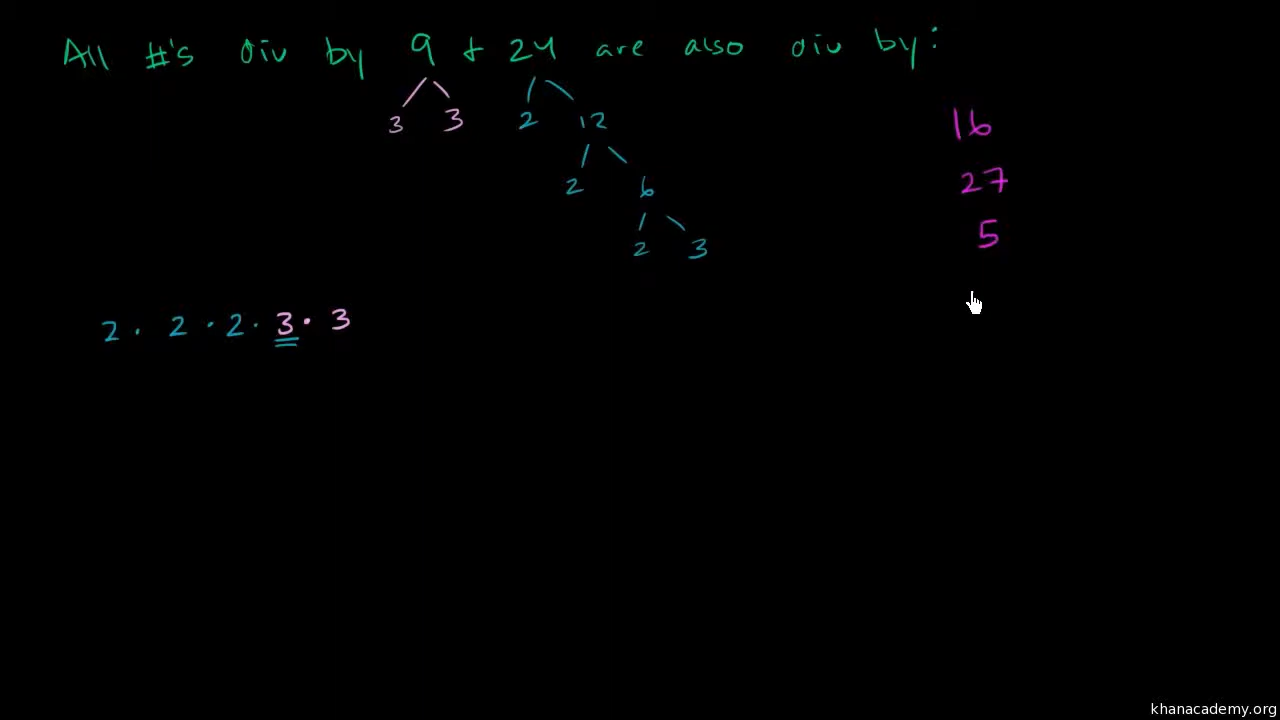 All #'s div by 9 + 24 are also div by:
3 3 2 12
16
2 6
27
2 3
5
2 · 2 · 2 · 3 · 3
khanacademy.org